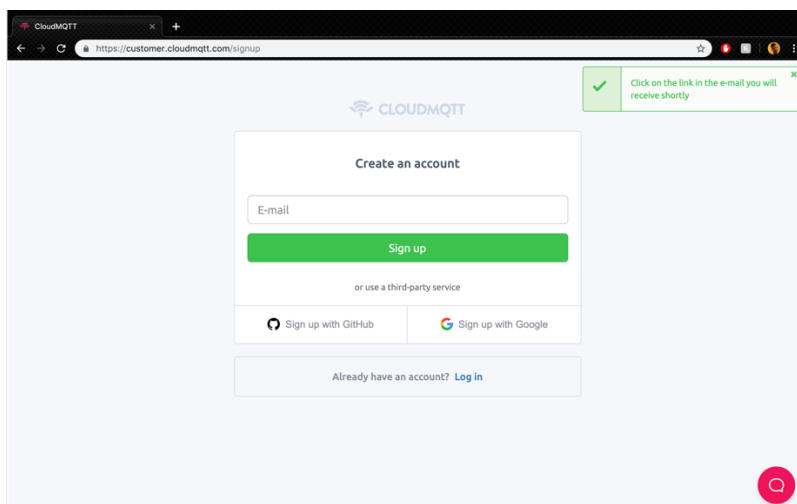 CloudMQTT
https://customer.cloudmqtt.com/signup
Click on the link in the e-mail you will
receive shortly
CLOUDMQTT
Create an account
E-mail
Sign up
or use a third-party service
Sign up with GitHub
Sign up with Google
Already have an account? Log in